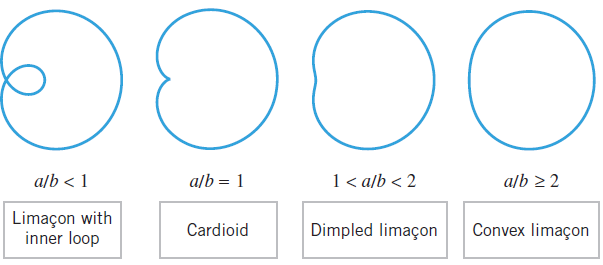 a/b < 1
a/b = 1
1 < a/b < 2
a/b ≥ 2
Limaçon with
inner loop
Cardioid
Dimpled limaçon
Convex limaçon